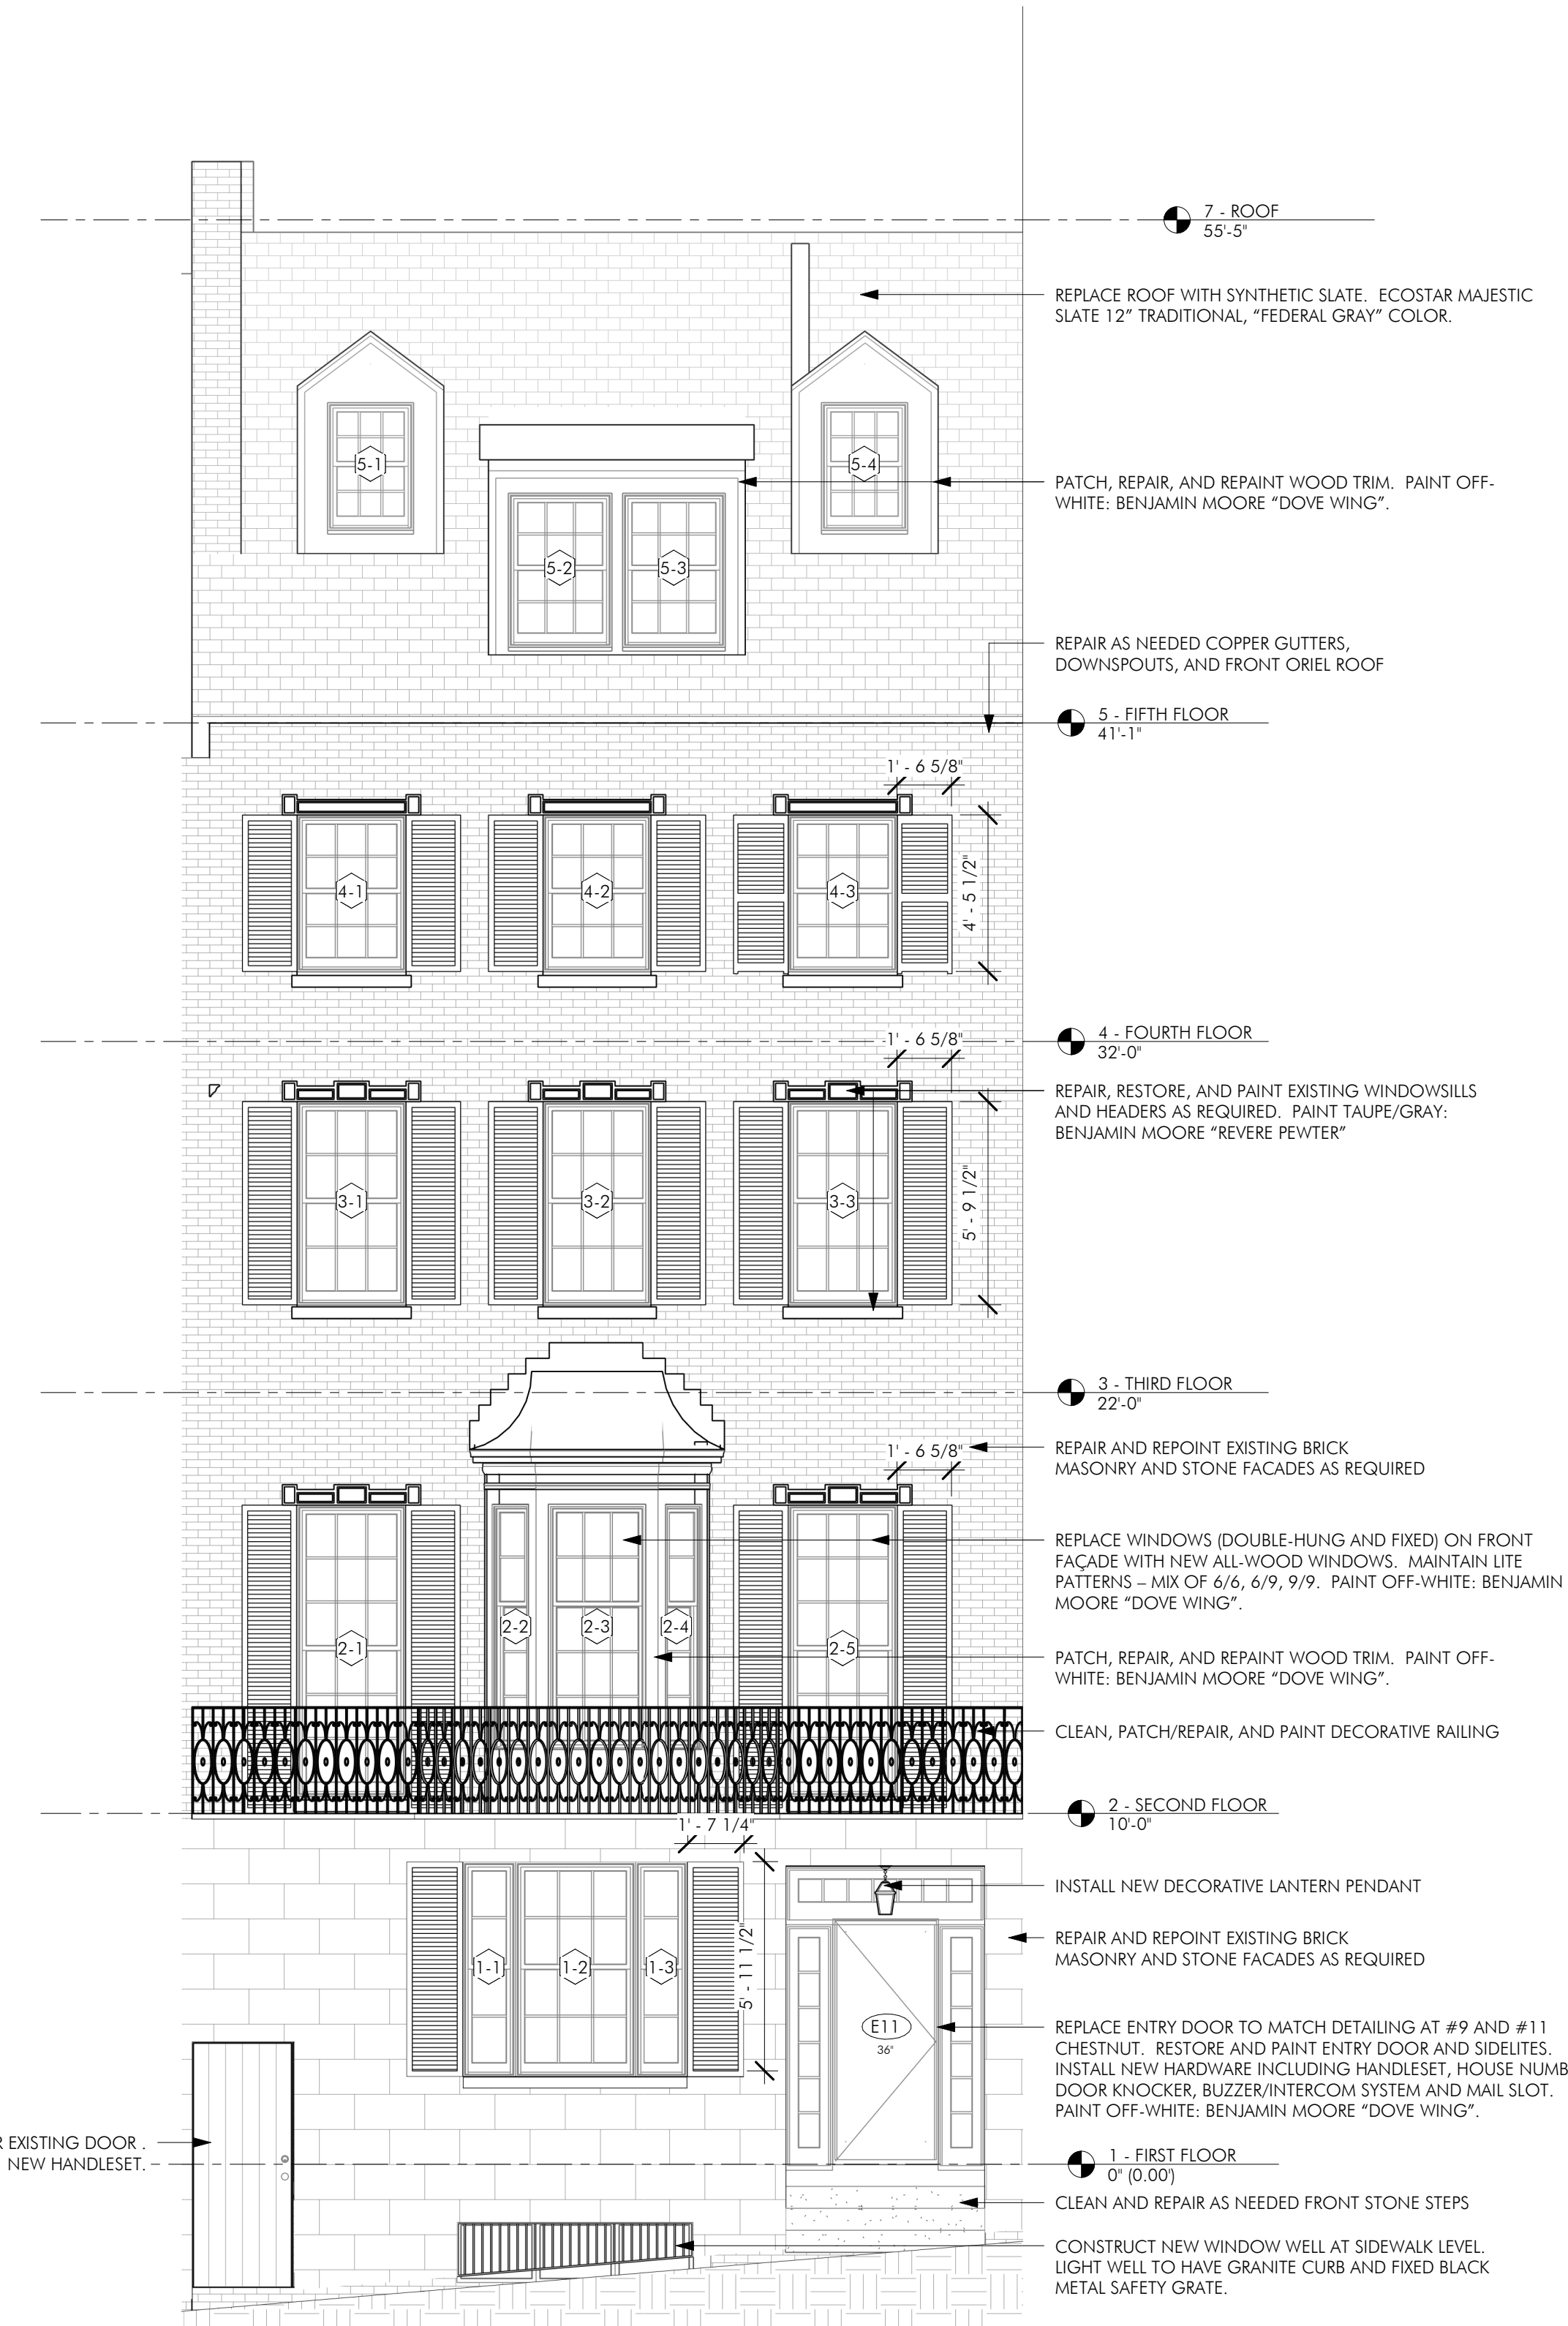 7 - ROOF
55'-5"
REPLACE ROOF WITH SYNTHETIC SLATE. ECOSTAR MAJESTIC
SLATE 12” TRADITIONAL, “FEDERAL GRAY” COLOR.
5-1
5-4
PATCH, REPAIR, AND REPAINT WOOD TRIM. PAINT OFF-
WHITE: BENJAMIN MOORE “DOVE WING”.
5-2
5-3
REPAIR AS NEEDED COPPER GUTTERS,
DOWNSPOUTS, AND FRONT ORIEL ROOF
5 - FIFTH FLOOR
41'-1"
1' - 6 5/8"
4-1
4-2
4-3
4' - 5 1/2"
4 - FOURTH FLOOR
32'-0"
1' - 6 5/8"
REPAIR, RESTORE, AND PAINT EXISTING WINDOWSILLS
AND HEADERS AS REQUIRED. PAINT TAUPE/GRAY:
BENJAMIN MOORE “REVERE PEWTER”
3-1
3-2
3-3
5' - 9 1/2"
3 - THIRD FLOOR
22'-0"
1' - 6 5/8"
REPAIR AND REPOINT EXISTING BRICK
MASONRY AND STONE FACADES AS REQUIRED
REPLACE WINDOWS (DOUBLE-HUNG AND FIXED) ON FRONT
FAÇADE WITH NEW ALL-WOOD WINDOWS. MAINTAIN LITE
PATTERNS – MIX OF 6/6, 6/9, 9/9. PAINT OFF-WHITE: BENJAMIN
MOORE “DOVE WING”.
2-1
2-2
2-3
2-4
2-5
PATCH, REPAIR, AND REPAINT WOOD TRIM. PAINT OFF-
WHITE: BENJAMIN MOORE “DOVE WING”.
CLEAN, PATCH/REPAIR, AND PAINT DECORATIVE RAILING
2 - SECOND FLOOR
10'-0"
1' - 7 1/4"
INSTALL NEW DECORATIVE LANTERN PENDANT
REPAIR AND REPOINT EXISTING BRICK
MASONRY AND STONE FACADES AS REQUIRED
1-1
1-2
1-3
5' - 11 1/2"
E11
36"
REPLACE ENTRY DOOR TO MATCH DETAILING AT #9 AND #11
CHESTNUT. RESTORE AND PAINT ENTRY DOOR AND SIDELITES.
INSTALL NEW HARDWARE INCLUDING HANDLESET, HOUSE NUMB
DOOR KNOCKER, BUZZER/INTERCOM SYSTEM AND MAIL SLOT.
PAINT OFF-WHITE: BENJAMIN MOORE “DOVE WING”.
EXISTING DOOR .
NEW HANDLESET.
1 - FIRST FLOOR
0" (0.00')
CLEAN AND REPAIR AS NEEDED FRONT STONE STEPS
CONSTRUCT NEW WINDOW WELL AT SIDEWALK LEVEL.
LIGHT WELL TO HAVE GRANITE CURB AND FIXED BLACK
METAL SAFETY GRATE.